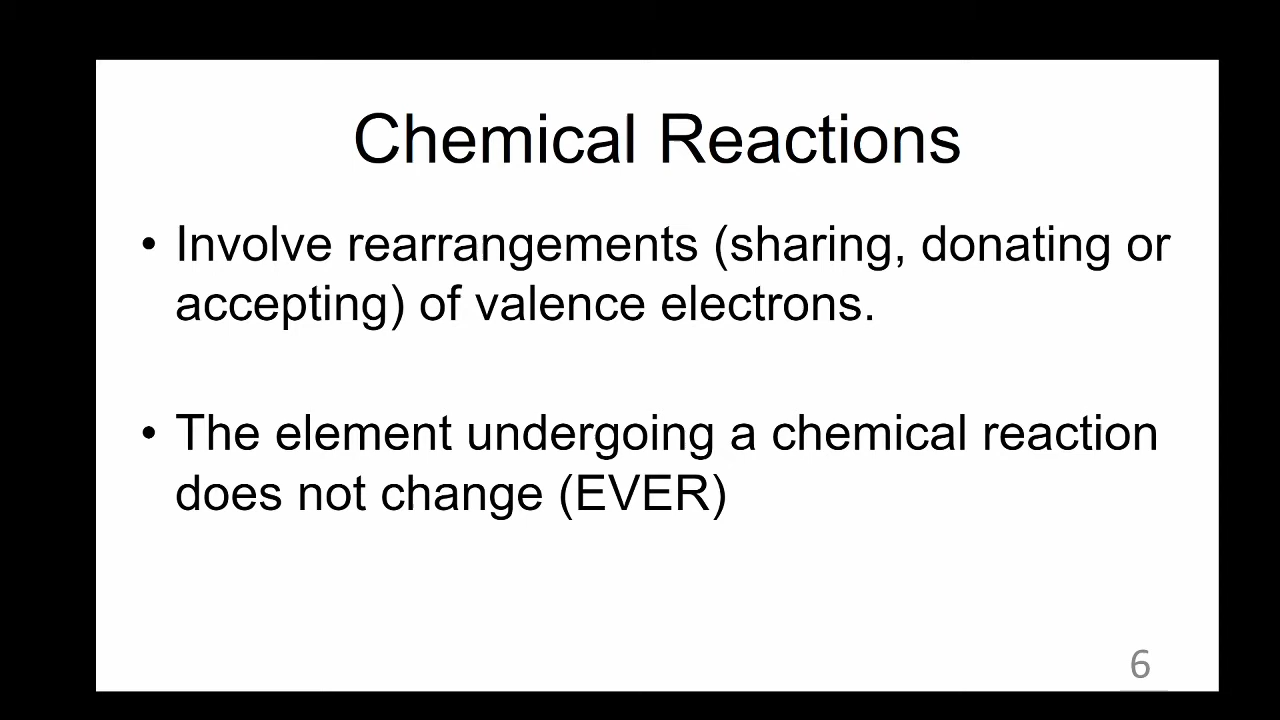 Chemical Reactions
• Involve rearrangements (sharing, donating or
accepting) of valence electrons.
• The element undergoing a chemical reaction
does not change (EVER)
6